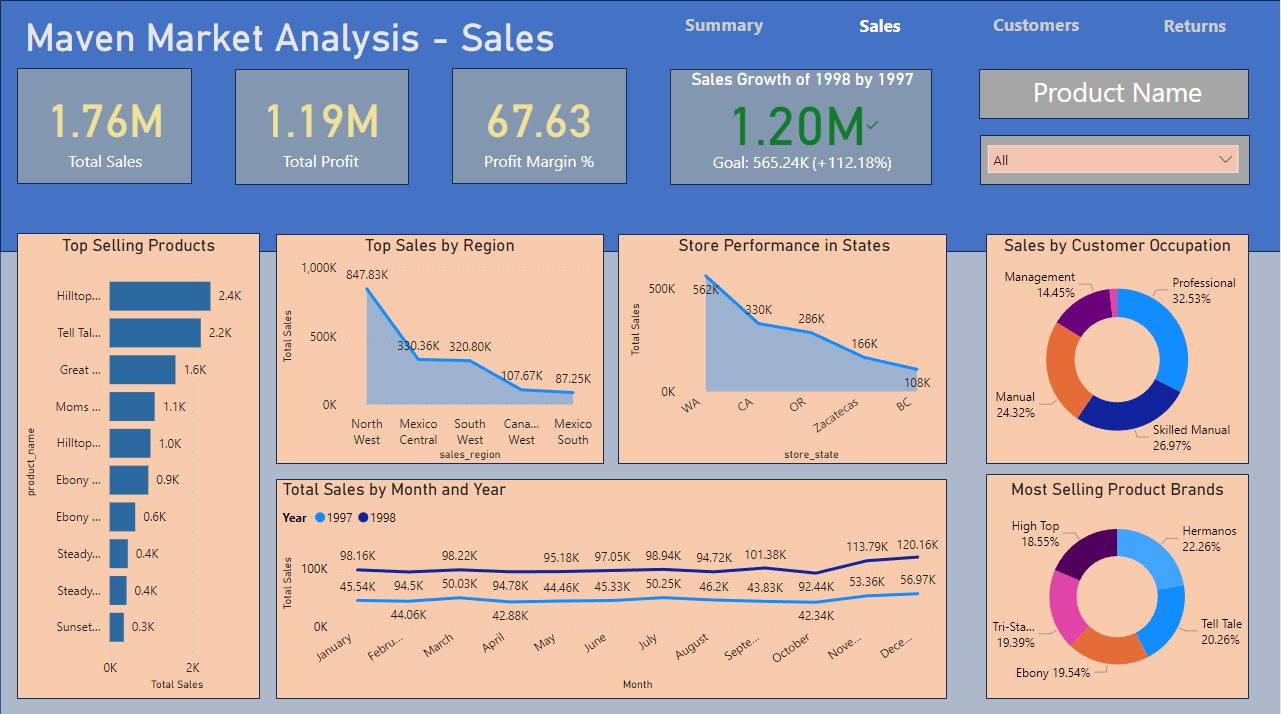 Maven Market Analysis - Sales
Summary
Sales
Customers
Returns
1.76M
Total Sales
1.19M
Total Profit
67.63
Profit Margin %
Sales Growth of 1998 by 1997
1.20M
Goal: 565.24K (+112.18%)
Product Name
All
Top Selling Products
product_name
Hilltop... 2.4K
Tell Tal... 2.2K
Great ... 1.6K
Moms ... 1.1K
Hilltop... 1.0K
Ebony ... 0.9K
Ebony ... 0.6K
Steady... 0.4K
Steady... 0.4K
Sunset... 0.3K
0K 2K
Total Sales
Top Sales by Region
Total Sales
1,000K
500K
0K
847.83K
330.36K
320.80K
107.67K
87.25K
North West
Mexico Central
South West
Cana... West
Mexico South
sales_region
Store Performance in States
Total Sales
500K
0K
562K
330K
286K
166K
108K
WA
CA
OR
Zacatecas
BC
store_state
Sales by Customer Occupation
Management
14.45%
Professional
32.53%
Manual
24.32%
Skilled Manual
26.97%
Total Sales by Month and Year
Year 1997 1998
Total Sales
100K
0K
98.16K 94.5K 98.22K 94.78K 95.18K 97.05K 98.94K 94.72K 101.38K 92.44K 113.79K 120.16K
45.54K 44.06K 50.03K 42.88K 44.46K 45.33K 50.25K 46.2K 43.83K 42.34K 53.36K 56.97K
January Febru... March April May June July August Septe... October Nove... Dece...
Month
Most Selling Product Brands
High Top
18.55%
Hermanos
22.26%
Tri-Sta...
19.39%
Tell Tale
20.26%
Ebony 19.54%